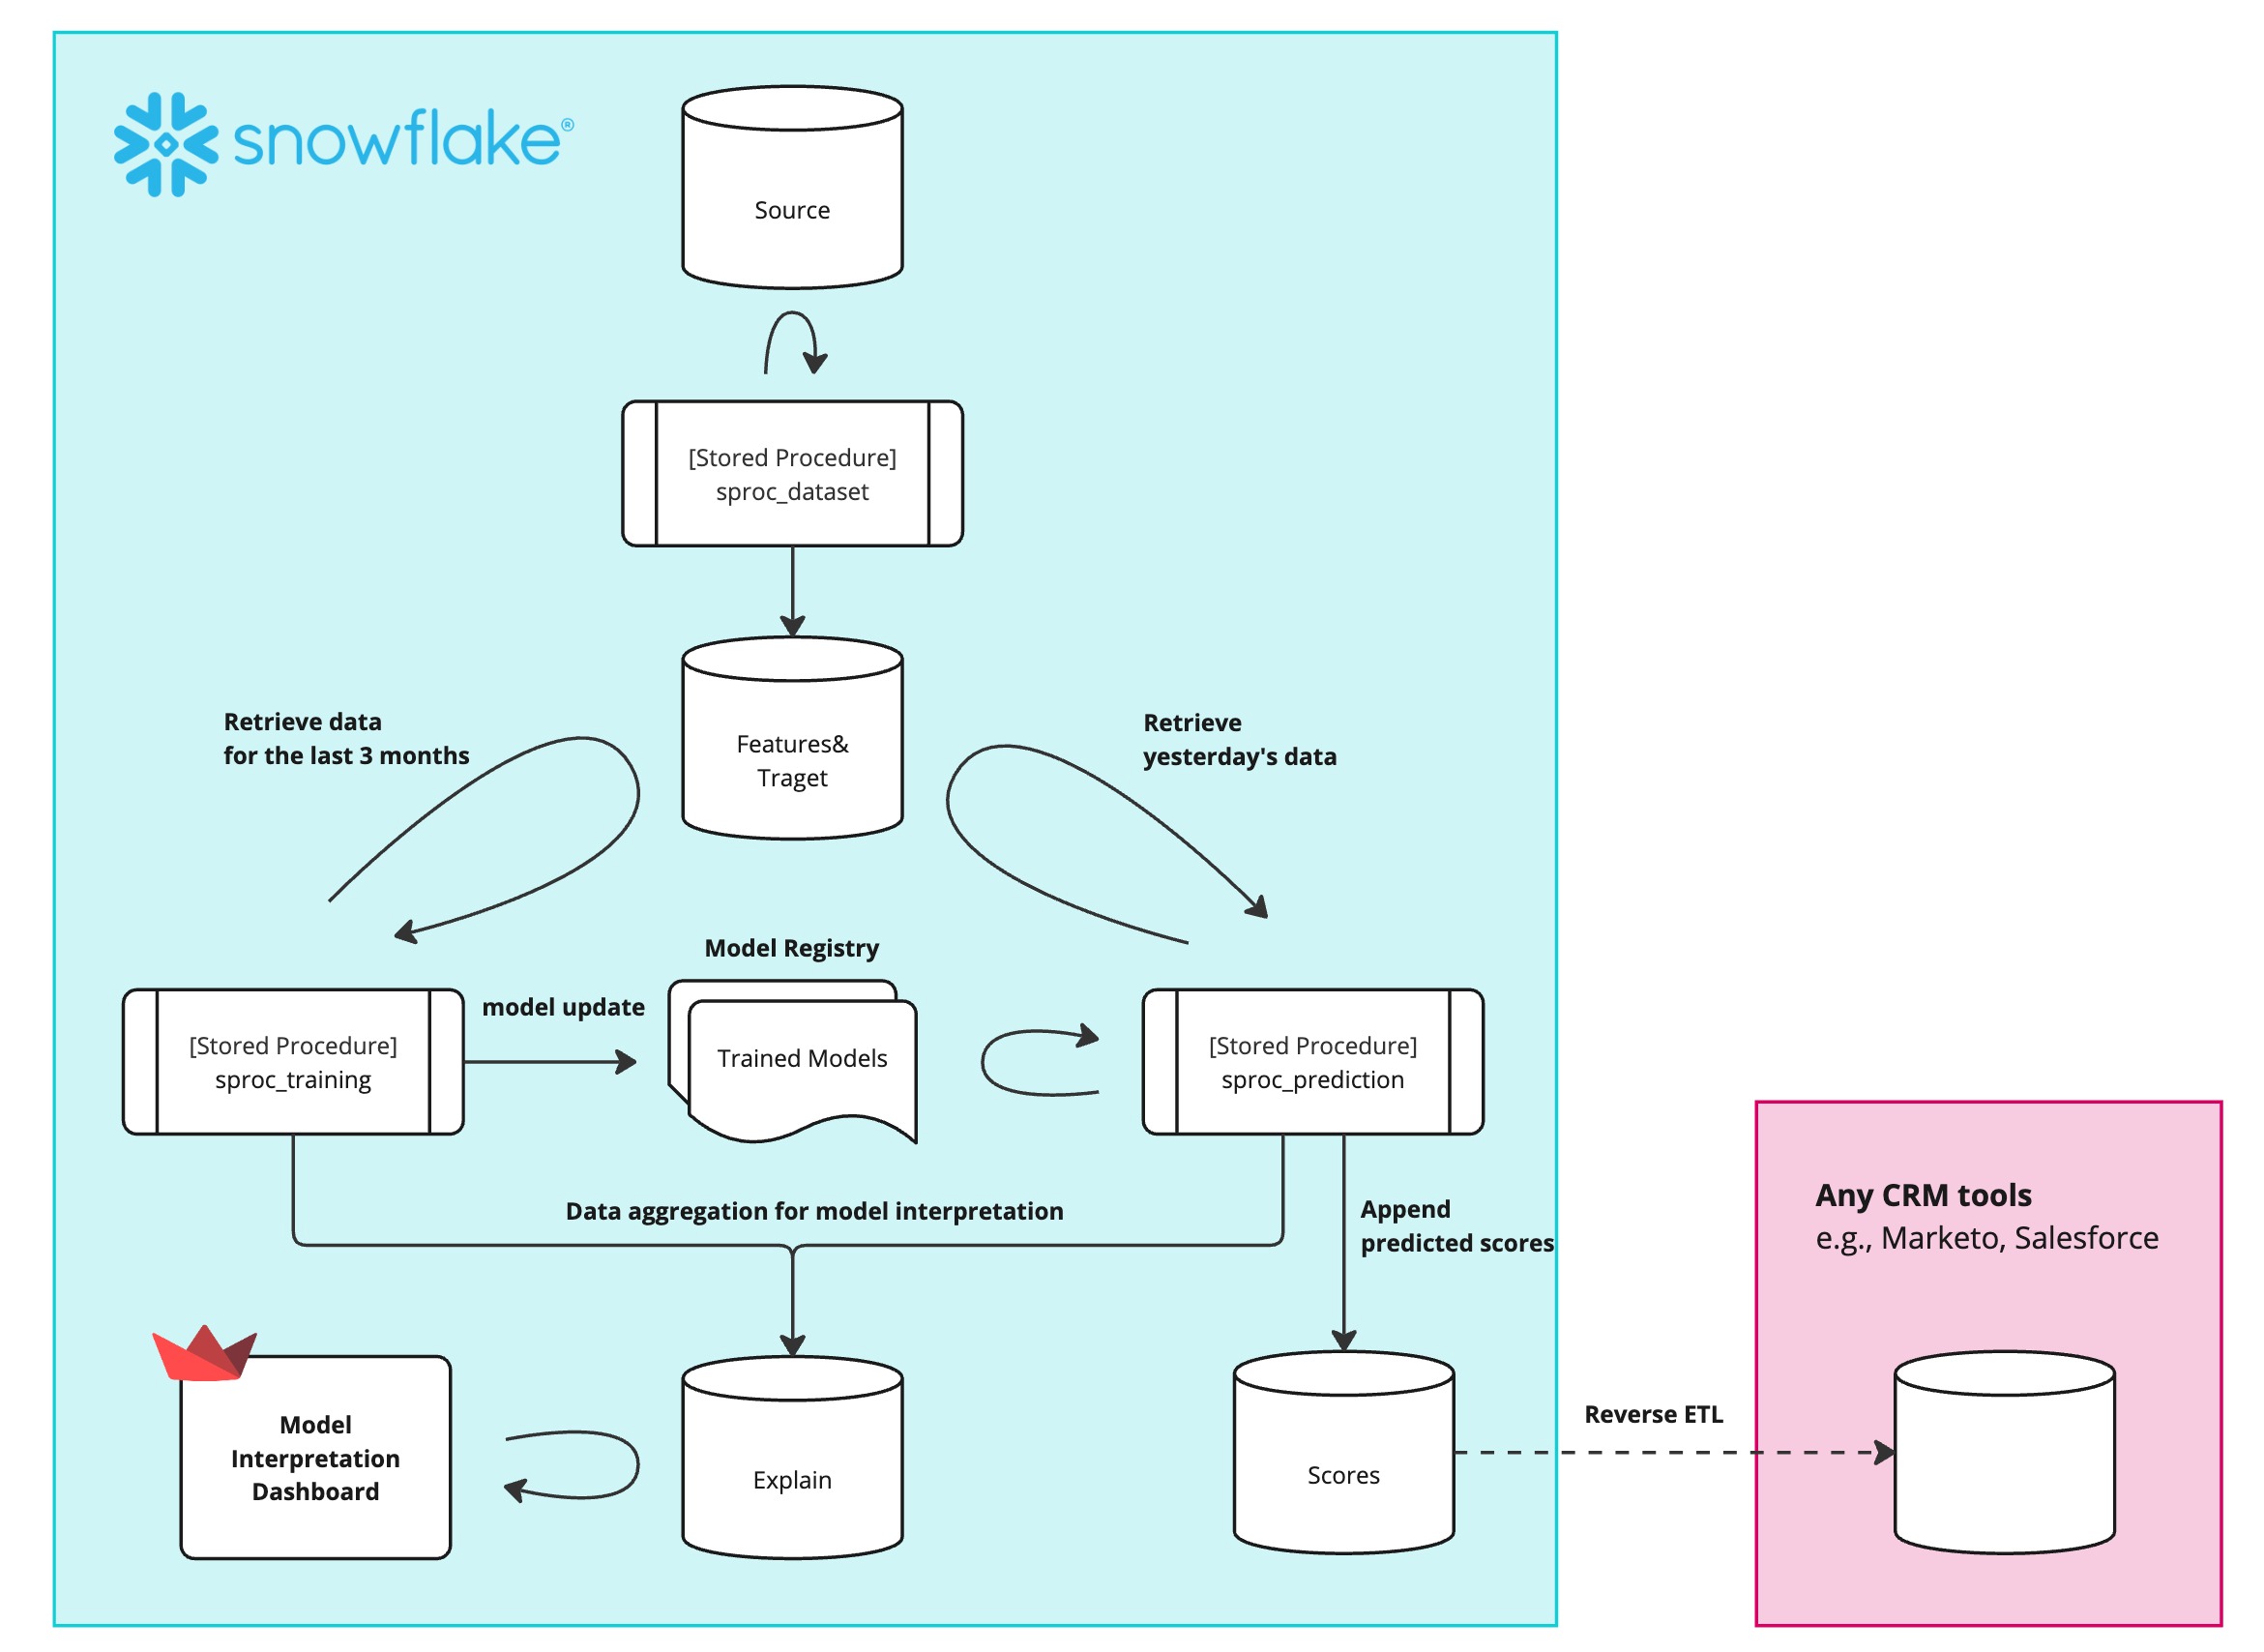 snowflake®
Source
[Stored Procedure]
sproc_dataset
Features&
Traget
Retrieve data
for the last 3 months
Retrieve
yesterday's data
Model Registry
model update
[Stored Procedure]
sproc_training
Trained Models
[Stored Procedure]
sproc_prediction
Data aggregation for model interpretation
Append
predicted scores
Any CRM tools
e.g., Marketo, Salesforce
Model
Interpretation
Dashboard
Explain
Scores
Reverse ETL